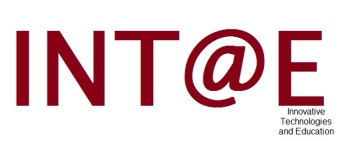 INT@E
Innovative
Technologies
and Education